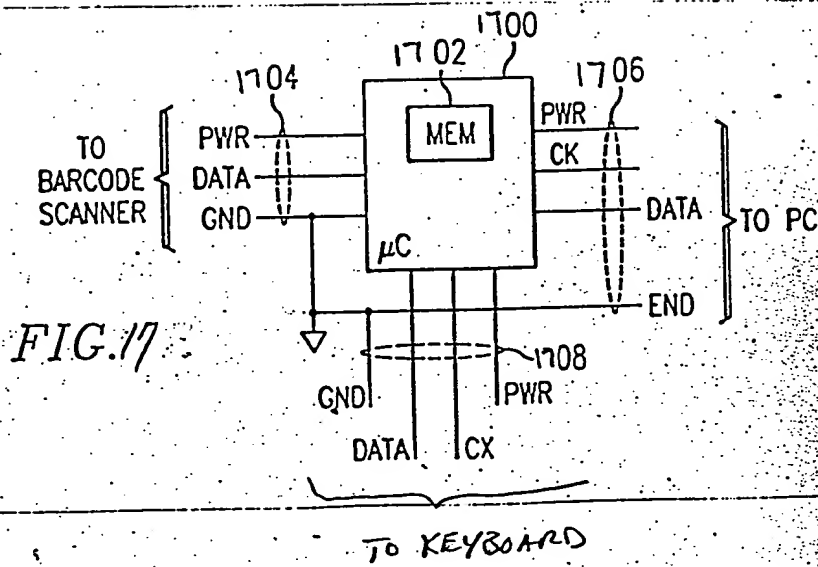 1700
1702
1704
1706
PWR
MEM
PWR
CK
TO
BARCODE
SCANNER
DATA
DATA
TO PC
GND
μC
END
FIG.17
1708
GND
PWR
DATA
CX
TO KEYBOARD